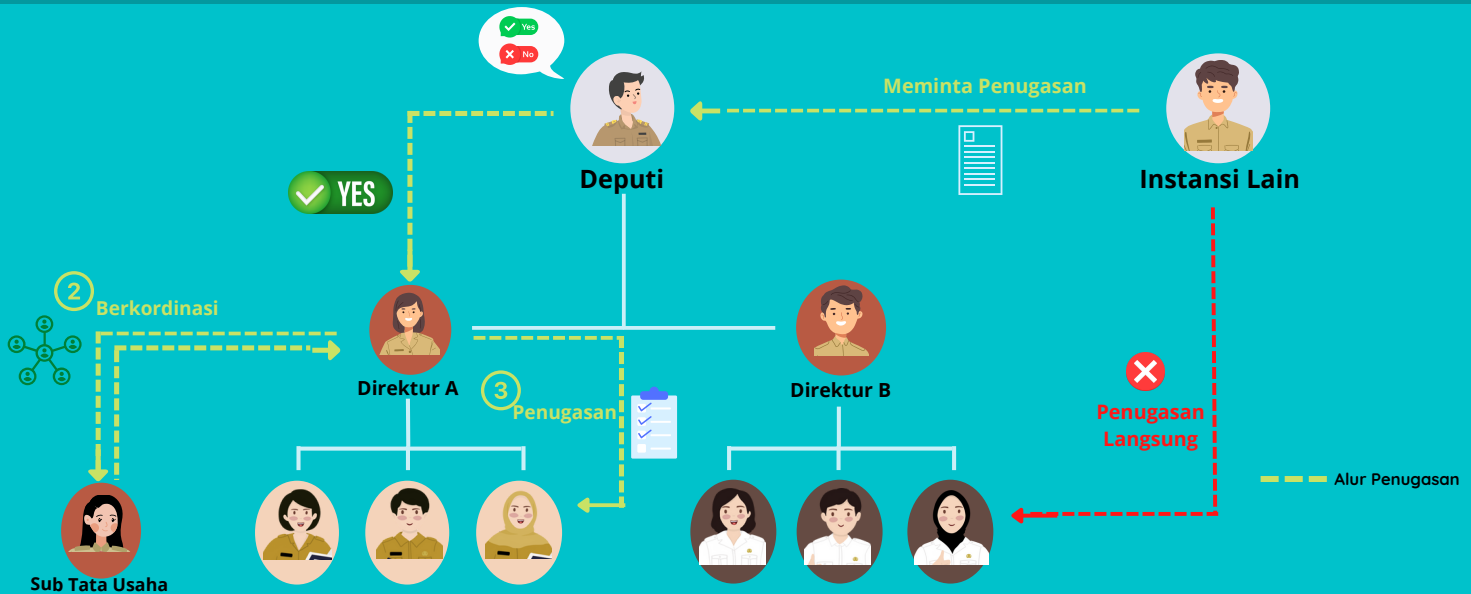 Yes
No
Meminta Penugasan
Deputi
Instansi Lain
YES
2
Berkordinasi
Direktur A
3
Penugasan
Direktur B
Penugasan
Langsung
Alur Penugasan
Sub Tata Usaha